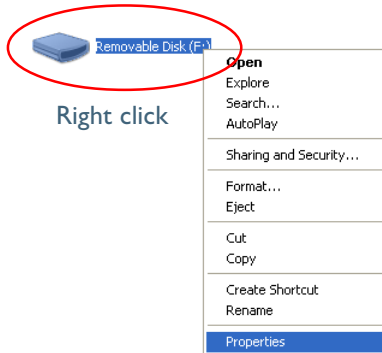 Removable Disk (F:)
Right click
Open
Explore
Search...
AutoPlay
Sharing and Security...
Format...
Eject
Cut
Copy
Create Shortcut
Rename
Properties